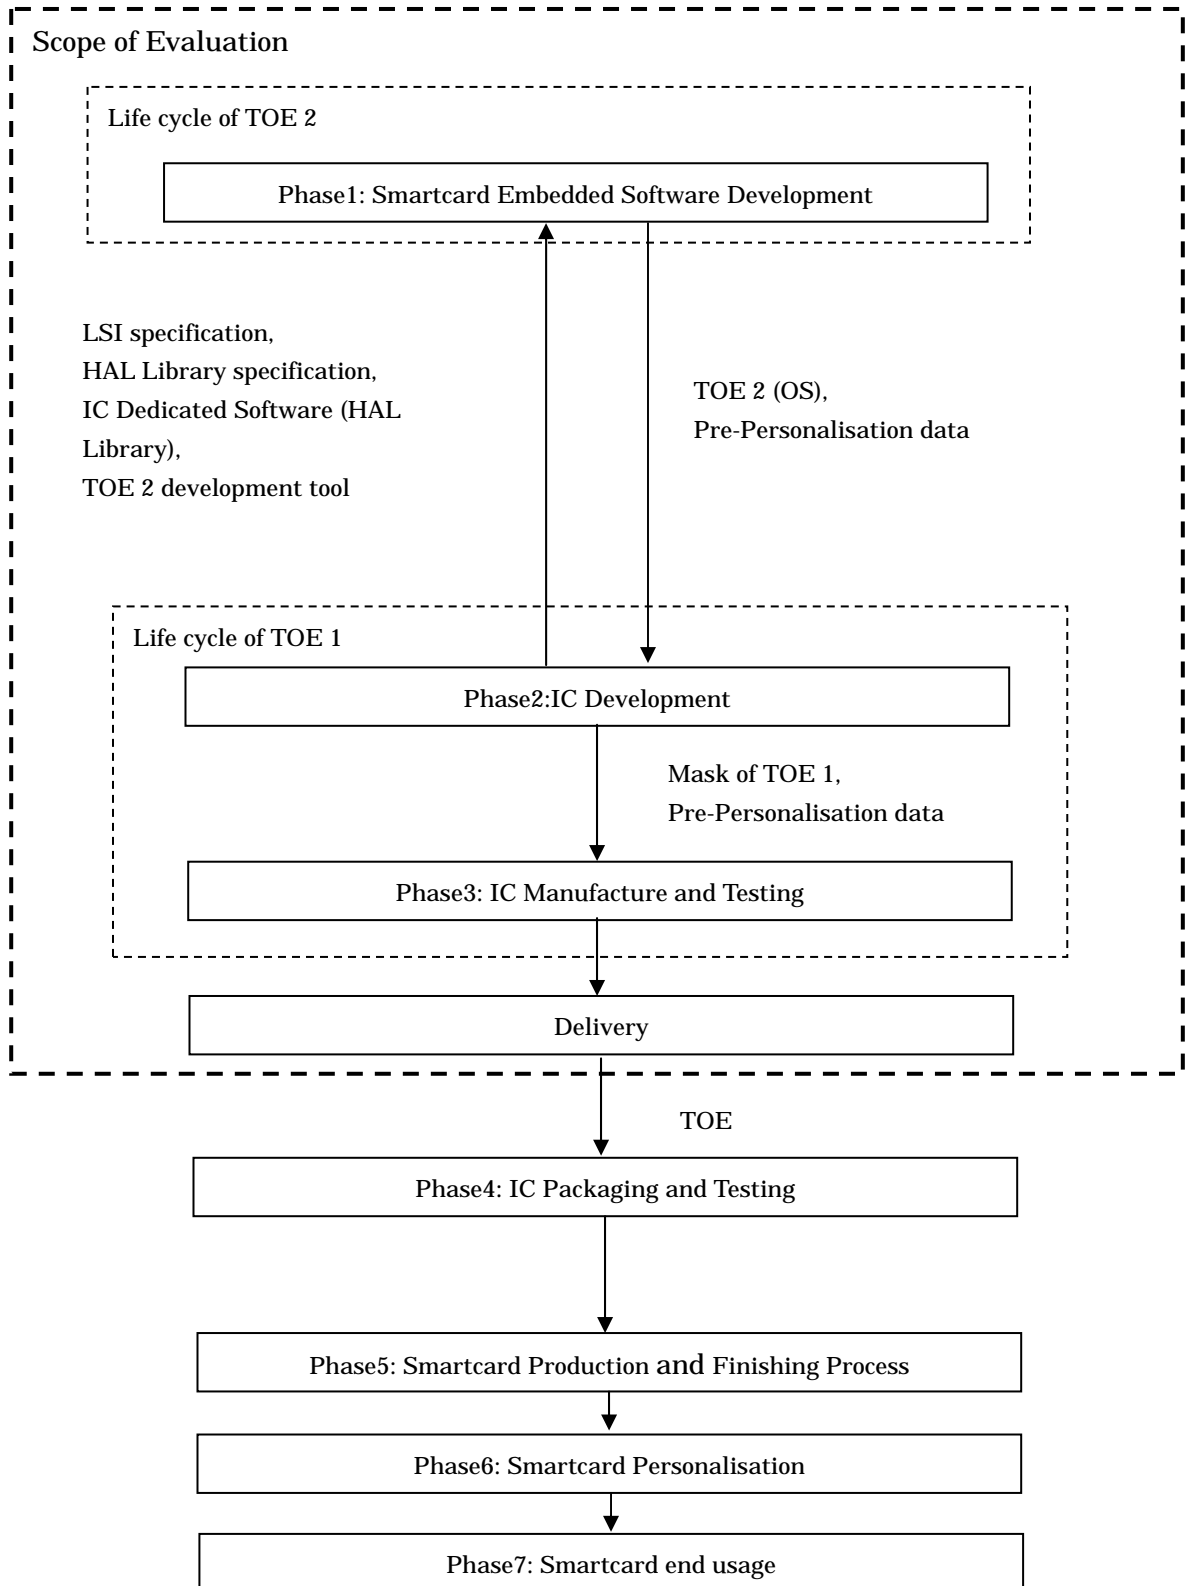 Scope of Evaluation
Life cycle of TOE 2
Phase1: Smartcard Embedded Software Development
LSI specification,
HAL Library specification,
IC Dedicated Software (HAL
Library),
TOE 2 development tool
TOE 2 (OS),
Pre-Personalisation data
Life cycle of TOE 1
Phase2:IC Development
Mask of TOE 1,
Pre-Personalisation data
Phase3: IC Manufacture and Testing
Delivery
TOE
Phase4: IC Packaging and Testing
Phase5: Smartcard Production and Finishing Process
Phase6: Smartcard Personalisation
Phase7: Smartcard end usage